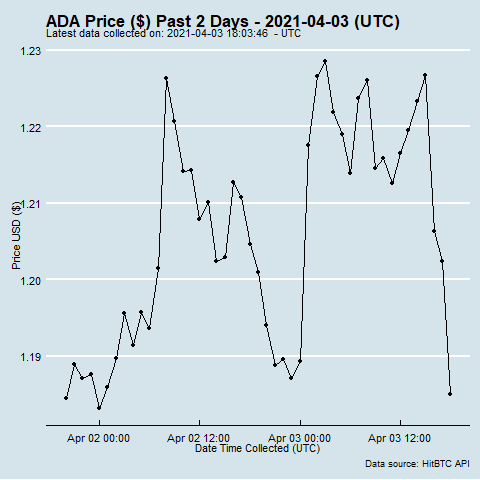 ADA Price ($) Past 2 Days - 2021-04-03 (UTC)
Latest data collected on: 2021-04-03 18:03:46 - UTC
1.23
1.22
1.21
1.20
1.19
Price USD ($)
Apr 02 00:00
Apr 02 12:00
Apr 03 00:00
Apr 03 12:00
Date Time Collected (UTC)
Data source: HitBTC API